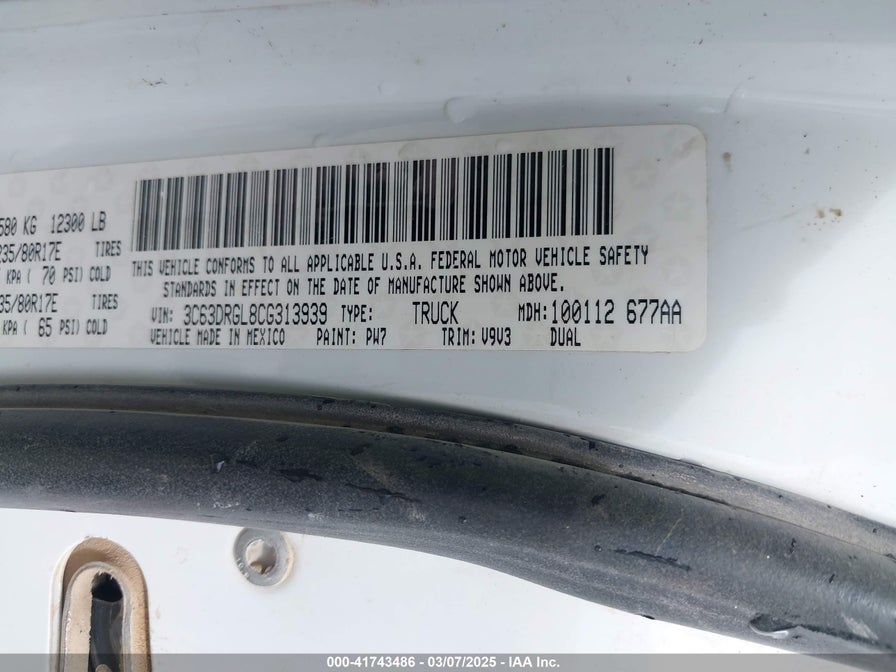 580 KG 12300 LB
235/80R17E TIRES
KPA ( 70 PSI) COLD
35/80R17E TIRES
KPA ( 65 PSI) COLD
THIS VEHICLE CONFORMS TO ALL APPLICABLE U.S.A. FEDERAL MOTOR VEHICLE SAFETY
STANDARDS IN EFFECT ON THE DATE OF MANUFACTURE SHOWN ABOVE.
VIN: 3C63DRGL8CG313939 TYPE: TRUCK MDH: 100112 677AA
VEHICLE MADE IN MEXICO PAINT: PW7 TRIM: V9V3 DUAL
000-41743486 - 03/07/2025 - IAA Inc.